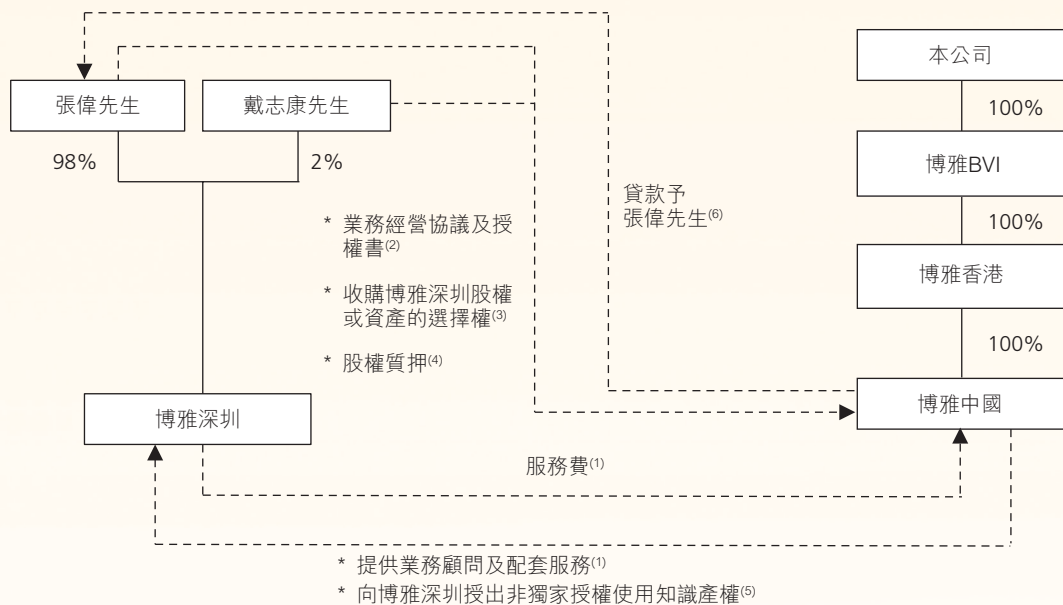 本公司
張偉先生
戴志康先生
100%
98%
2%
博雅BVI
貸款予
張偉先生(6)
100%
* 業務經營協議及授
權書(2)
博雅香港
* 收購博雅深圳股權
或資產的選擇權(3)
100%
* 股權質押(4)
博雅中國
博雅深圳
服務費(1)
* 提供業務顧問及配套服務(1)
* 向博雅深圳授出非獨家授權使用知識產權(5)